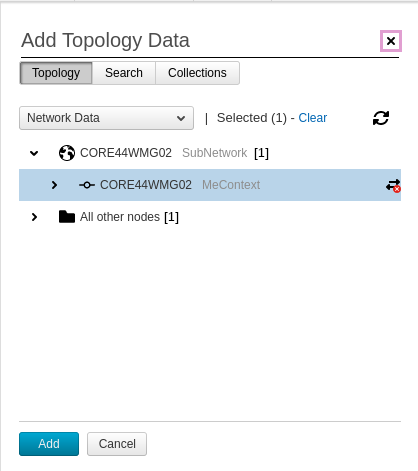 Add Topology Data
Topology Search Collections
Network Data | Selected (1) - Clear
CORE44WMG02 SubNetwork [1]
CORE44WMG02 MeContext
All other nodes [1]
Add Cancel